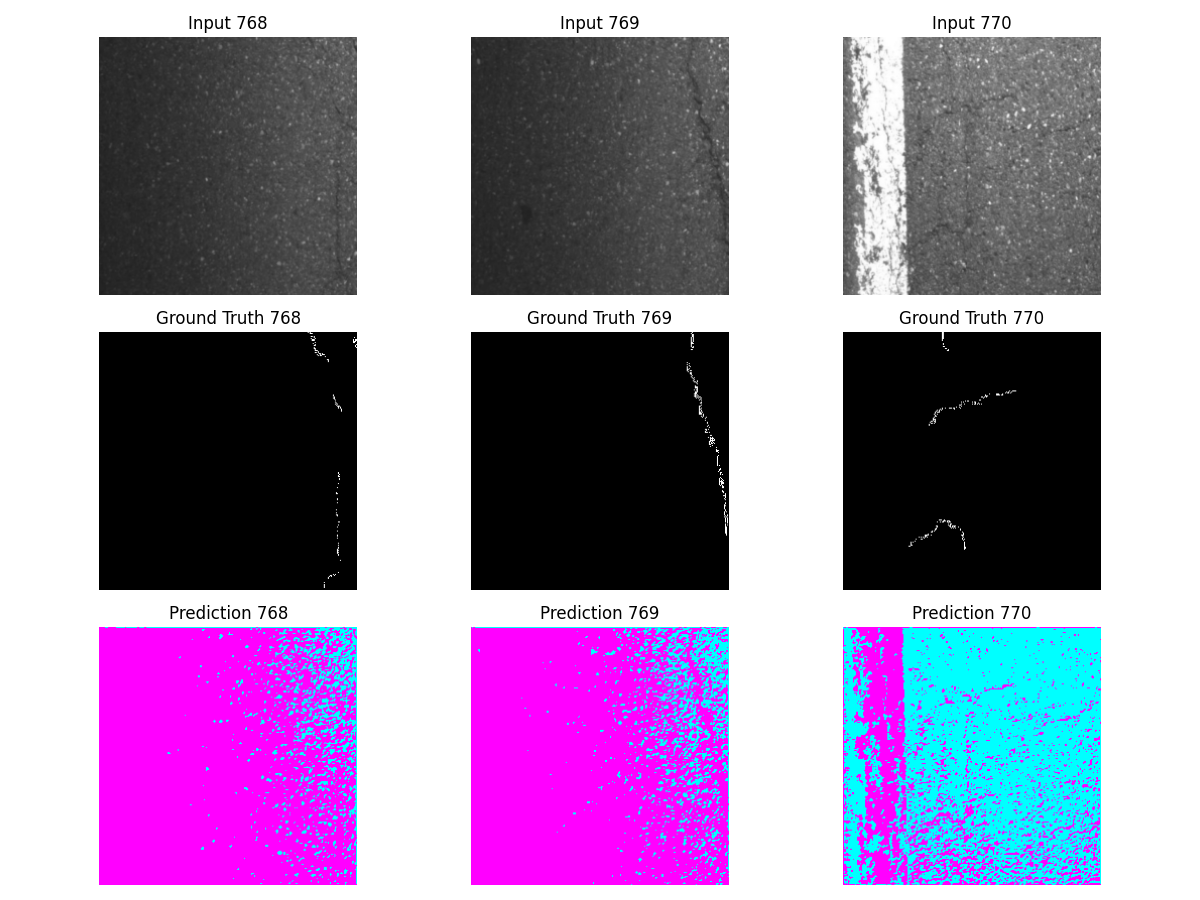 Input 768
Input 769
Input 770
Ground Truth 768
Ground Truth 769
Ground Truth 770
Prediction 768
Prediction 769
Prediction 770